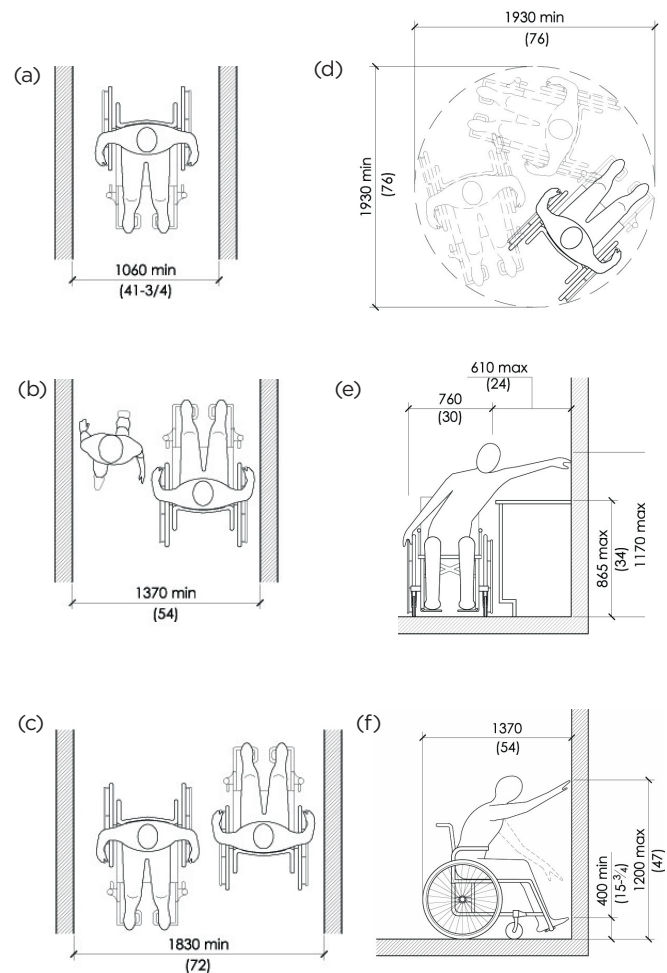 (a)
1060 min
(41-3/4)
(d)
1930 min
(76)
1930 min
(76)
(b)
1370 min
(54)
(e)
610 max
(24)
760
(30)
865 max
(34)
1170 max
(c)
1830 min
(72)
(f)
1370
(54)
400 min
(15-3/4)
1200 max
(47)